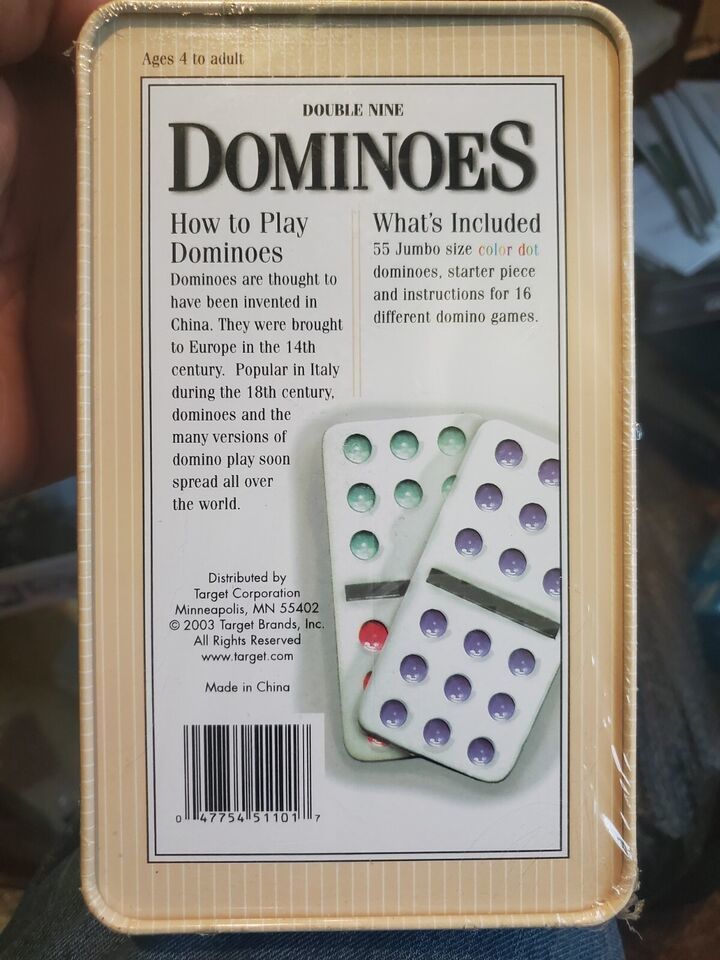 Ages 4 to adult
DOUBLE NINE
DOMINOES
How to Play
Dominoes
Dominoes are thought to
have been invented in
China. They were brought
to Europe in the 14th
century. Popular in Italy
during the 18th century,
dominoes and the
many versions of
domino play soon
spread all over
the world.
What's Included
55 Jumbo size color dot
dominoes, starter piece
and instructions for 16
different domino games.
Distributed by
Target Corporation
Minneapolis, MN 55402
© 2003 Target Brands, Inc.
All Rights Reserved
www.target.com
Made in China
0 47754 51101 7